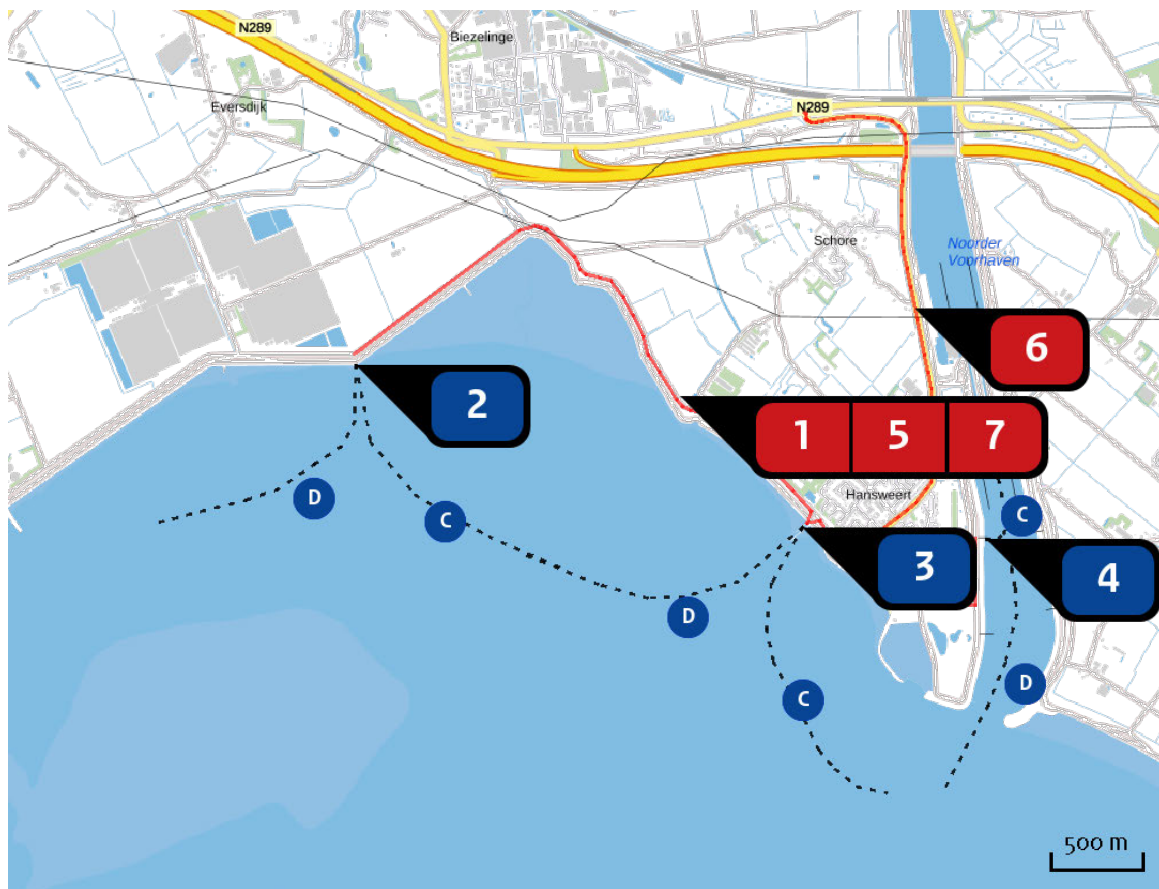 N289
Biezelinge
Eversdijk
N289
Schore
Noorder
Voorhaven
6
2
1 5 7
Hansweert
D
C
C
3
4
D
D
C
500 m